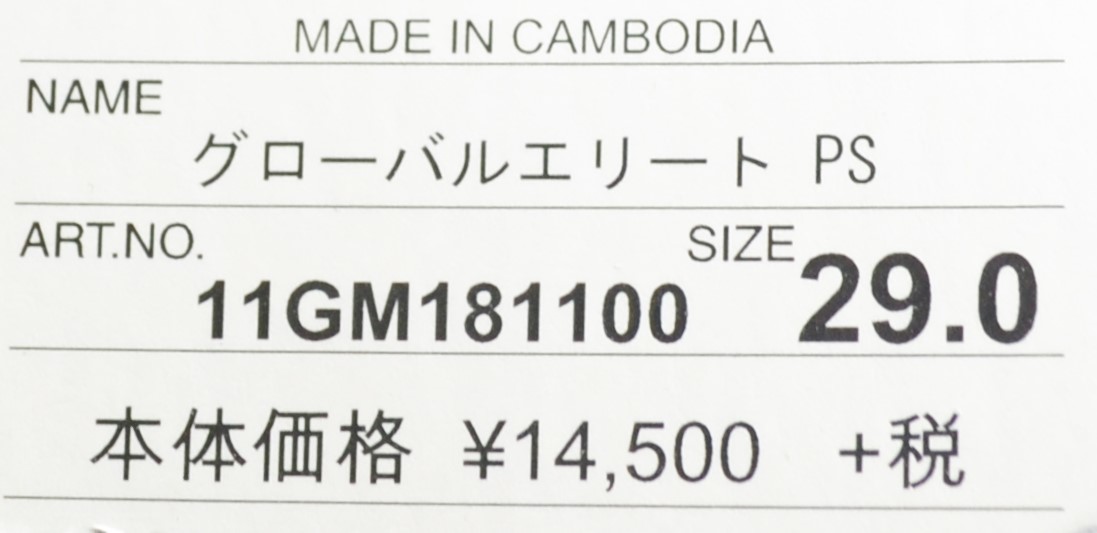 MADE IN CAMBODIA
NAME
グローバルエリート PS
ART.NO.
11GM181100
SIZE 29.0
本体価格 ¥14,500 +税